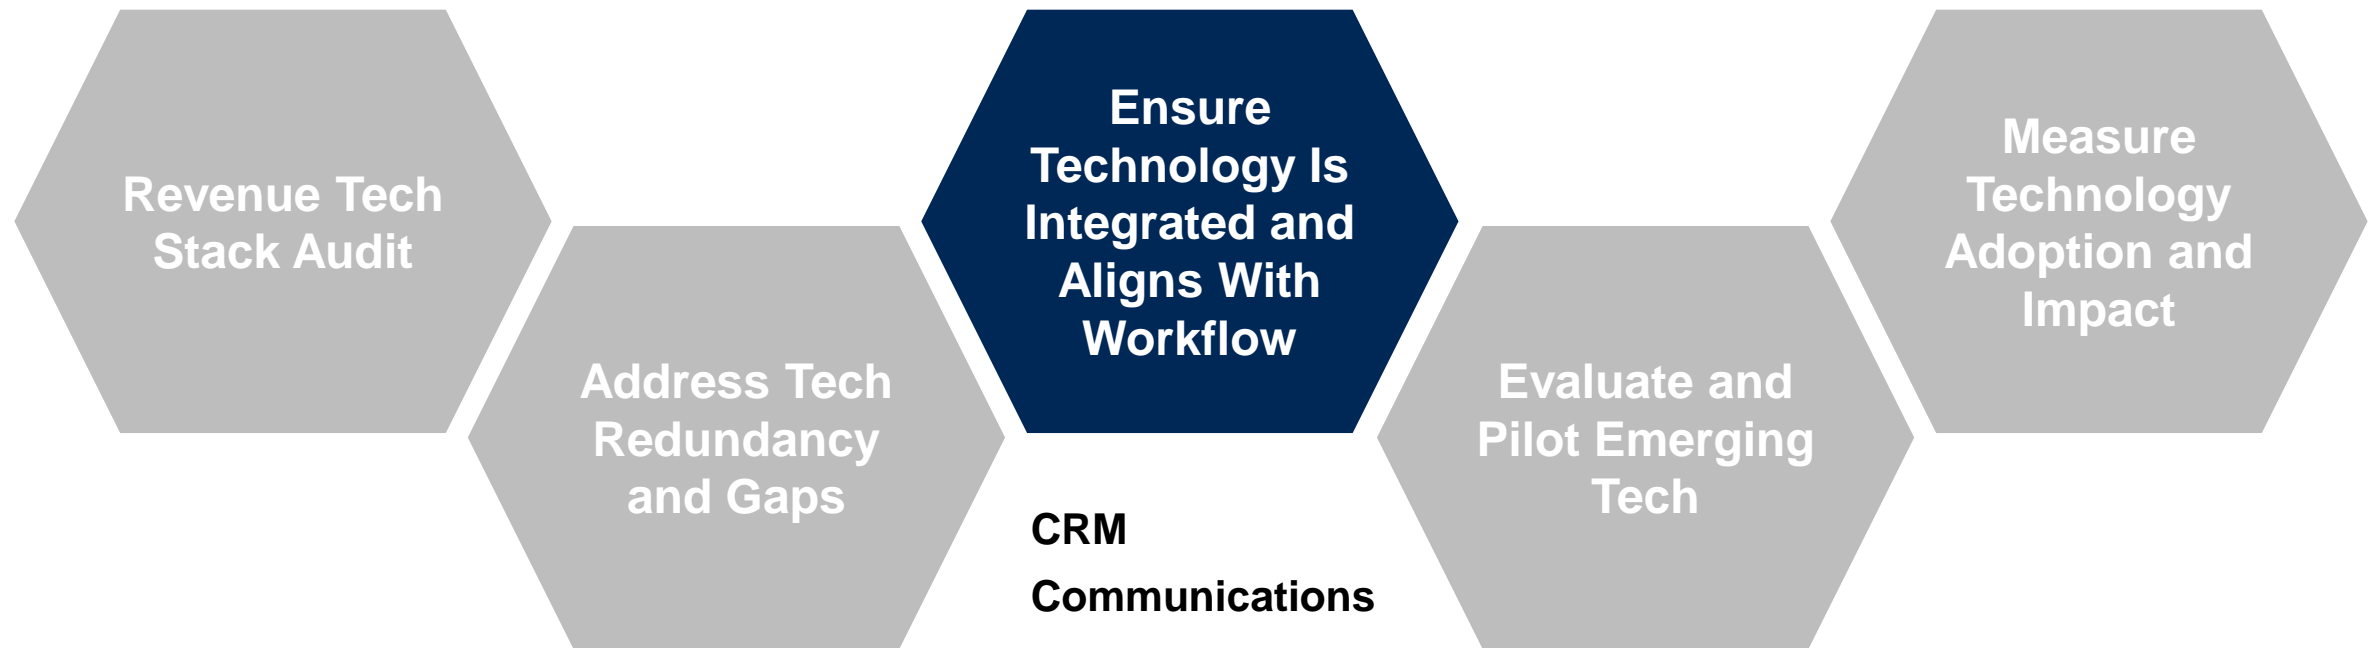 Revenue Tech
Stack Audit
Address Tech
Redundancy
and Gaps
Ensure
Technology Is
Integrated and
Aligns With
Workflow
CRM
Communications
Evaluate and
Pilot Emerging
Tech
Measure
Technology
Adoption and
Impact